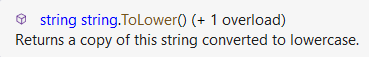 string string.ToLower() (+ 1 overload)
Returns a copy of this string converted to lowercase.